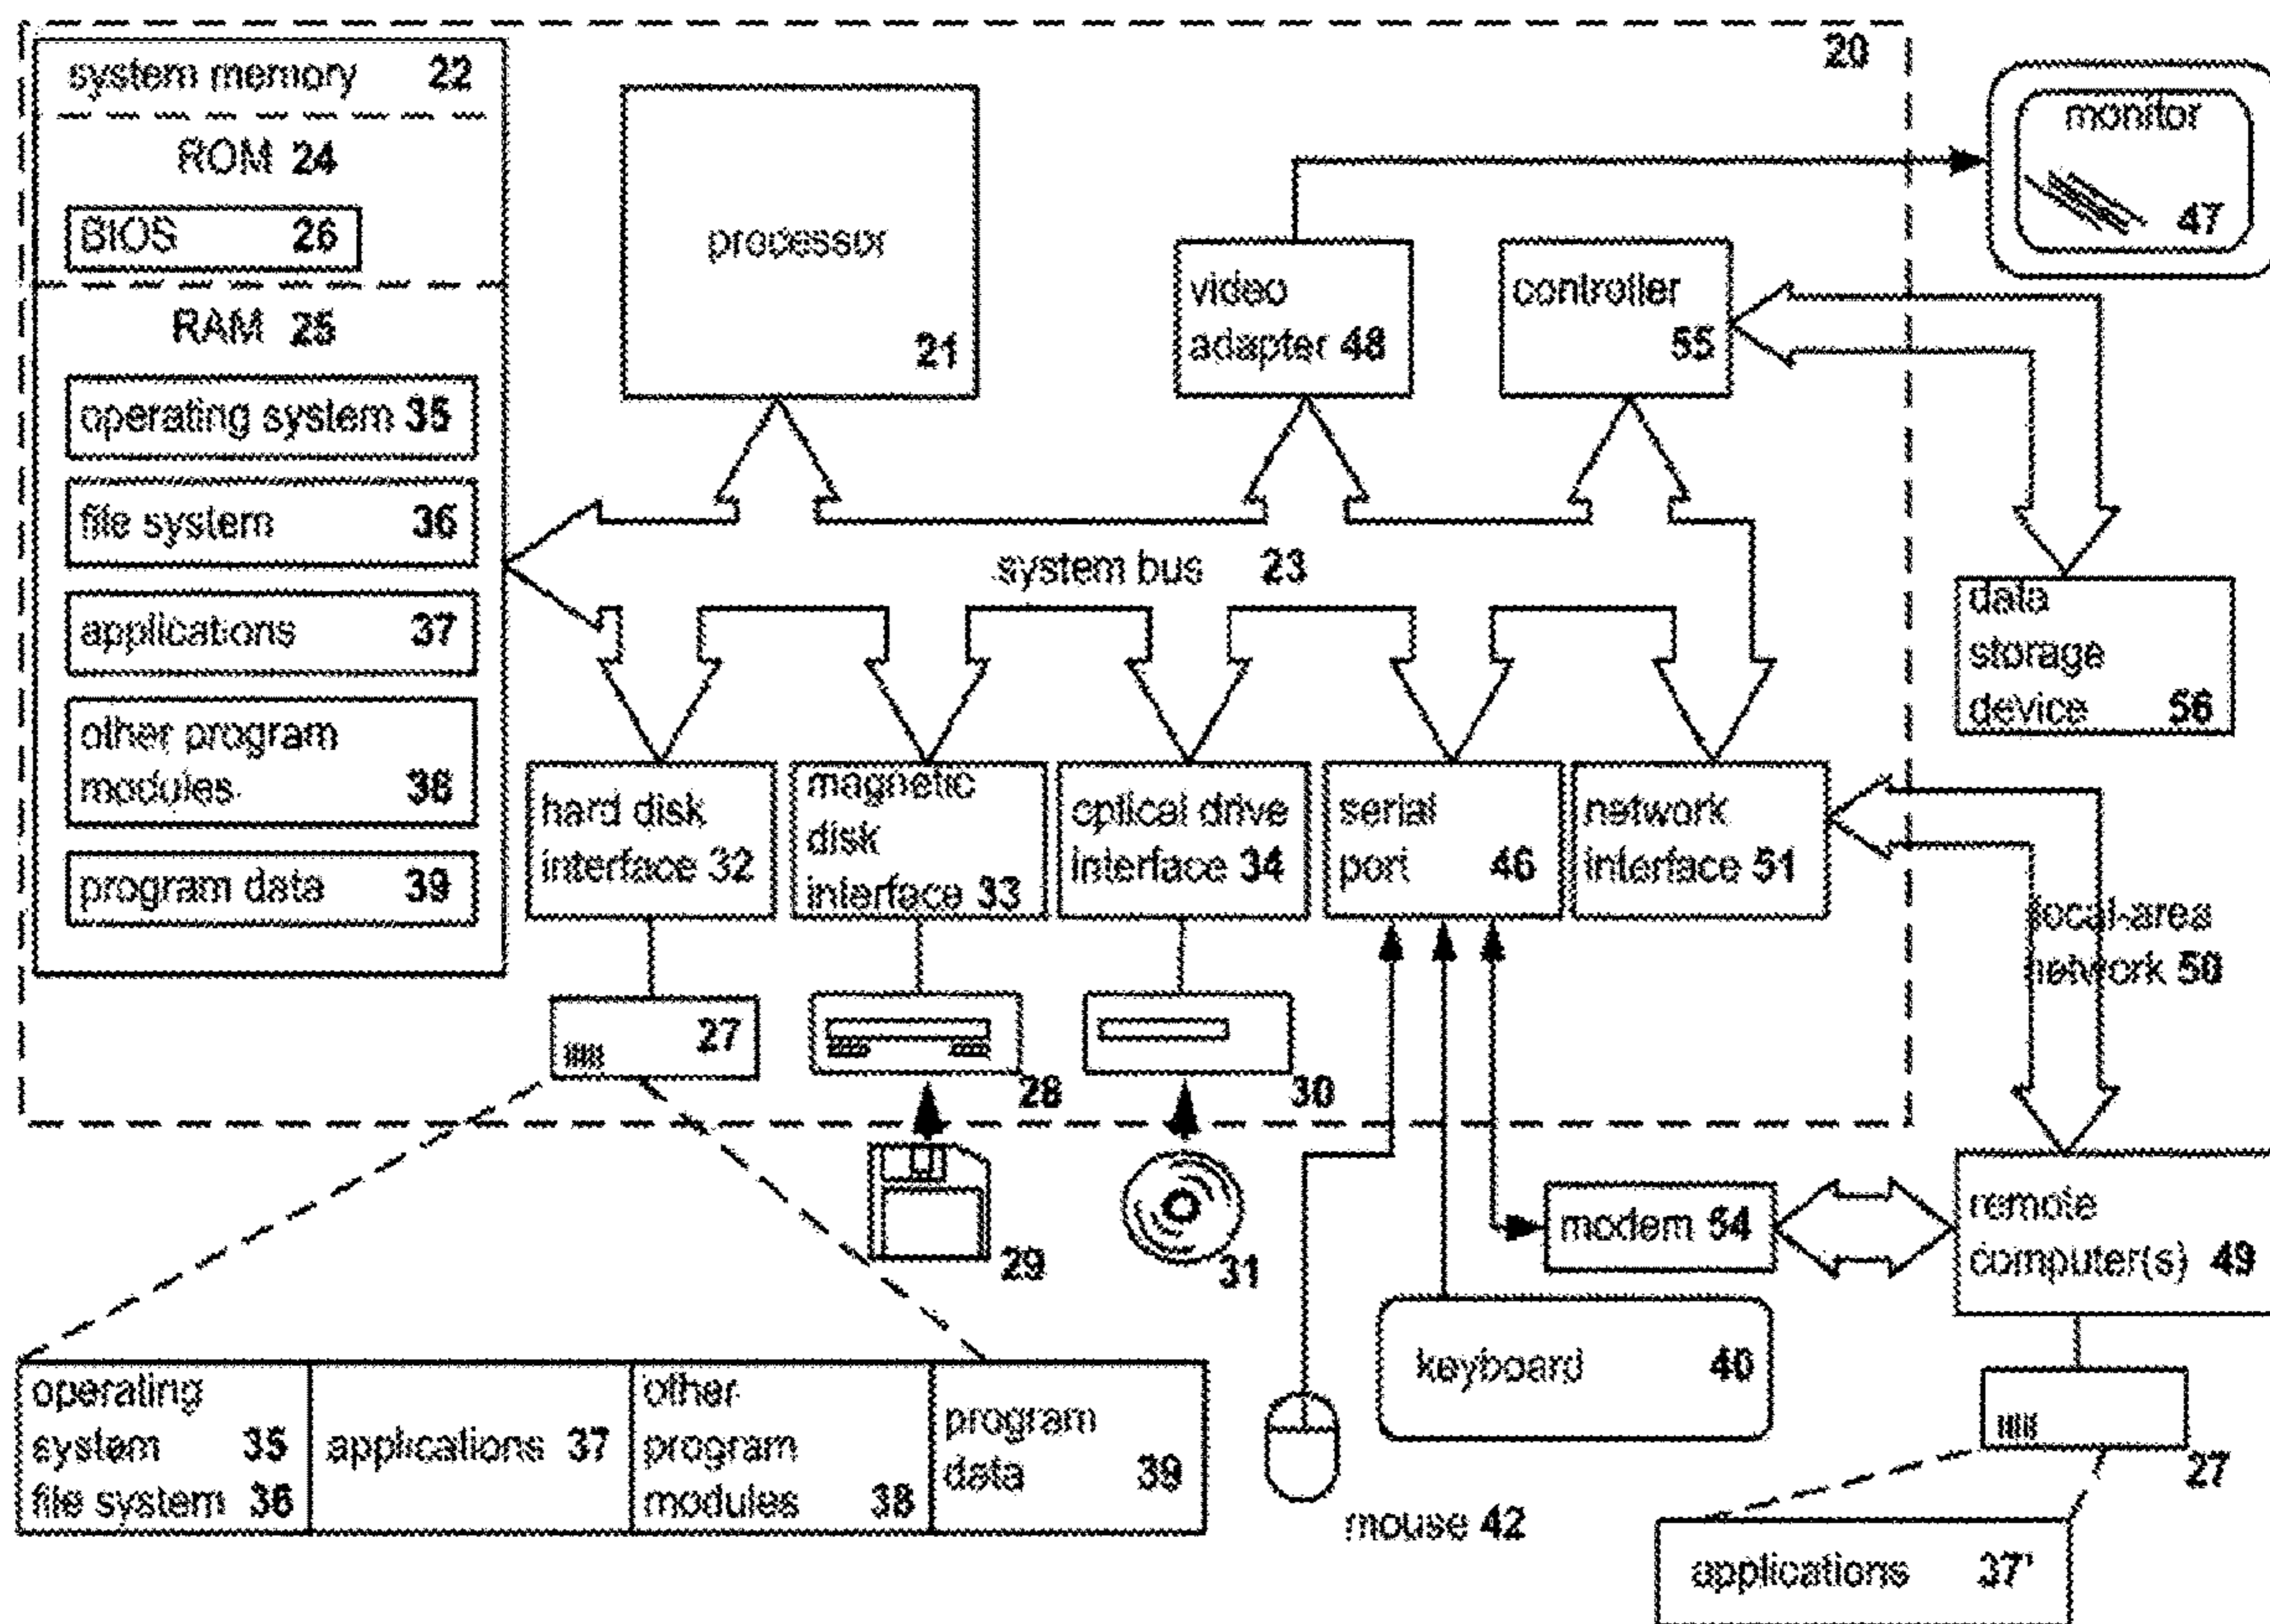 20
system memory 22
ROM 24
BIOS 26
RAM 25
operating system 35
file system 36
applications 37
other program
modules 38
program data 39
processor
21
video
adapter 48
controller
55
monitor
47
system bus 23
data
storage
device 56
hard disk
interface 32
magnetic
disk
interface 33
optical drive
interface 34
serial
port 46
network
interface 51
local-area
network 50
27
28
30
29
31
modem 54
remote
computer(s) 49
keyboard 40
mouse 42
27
applications 37'
operating
system 35
file system 36
applications 37
other
program
modules 38
program
data 39